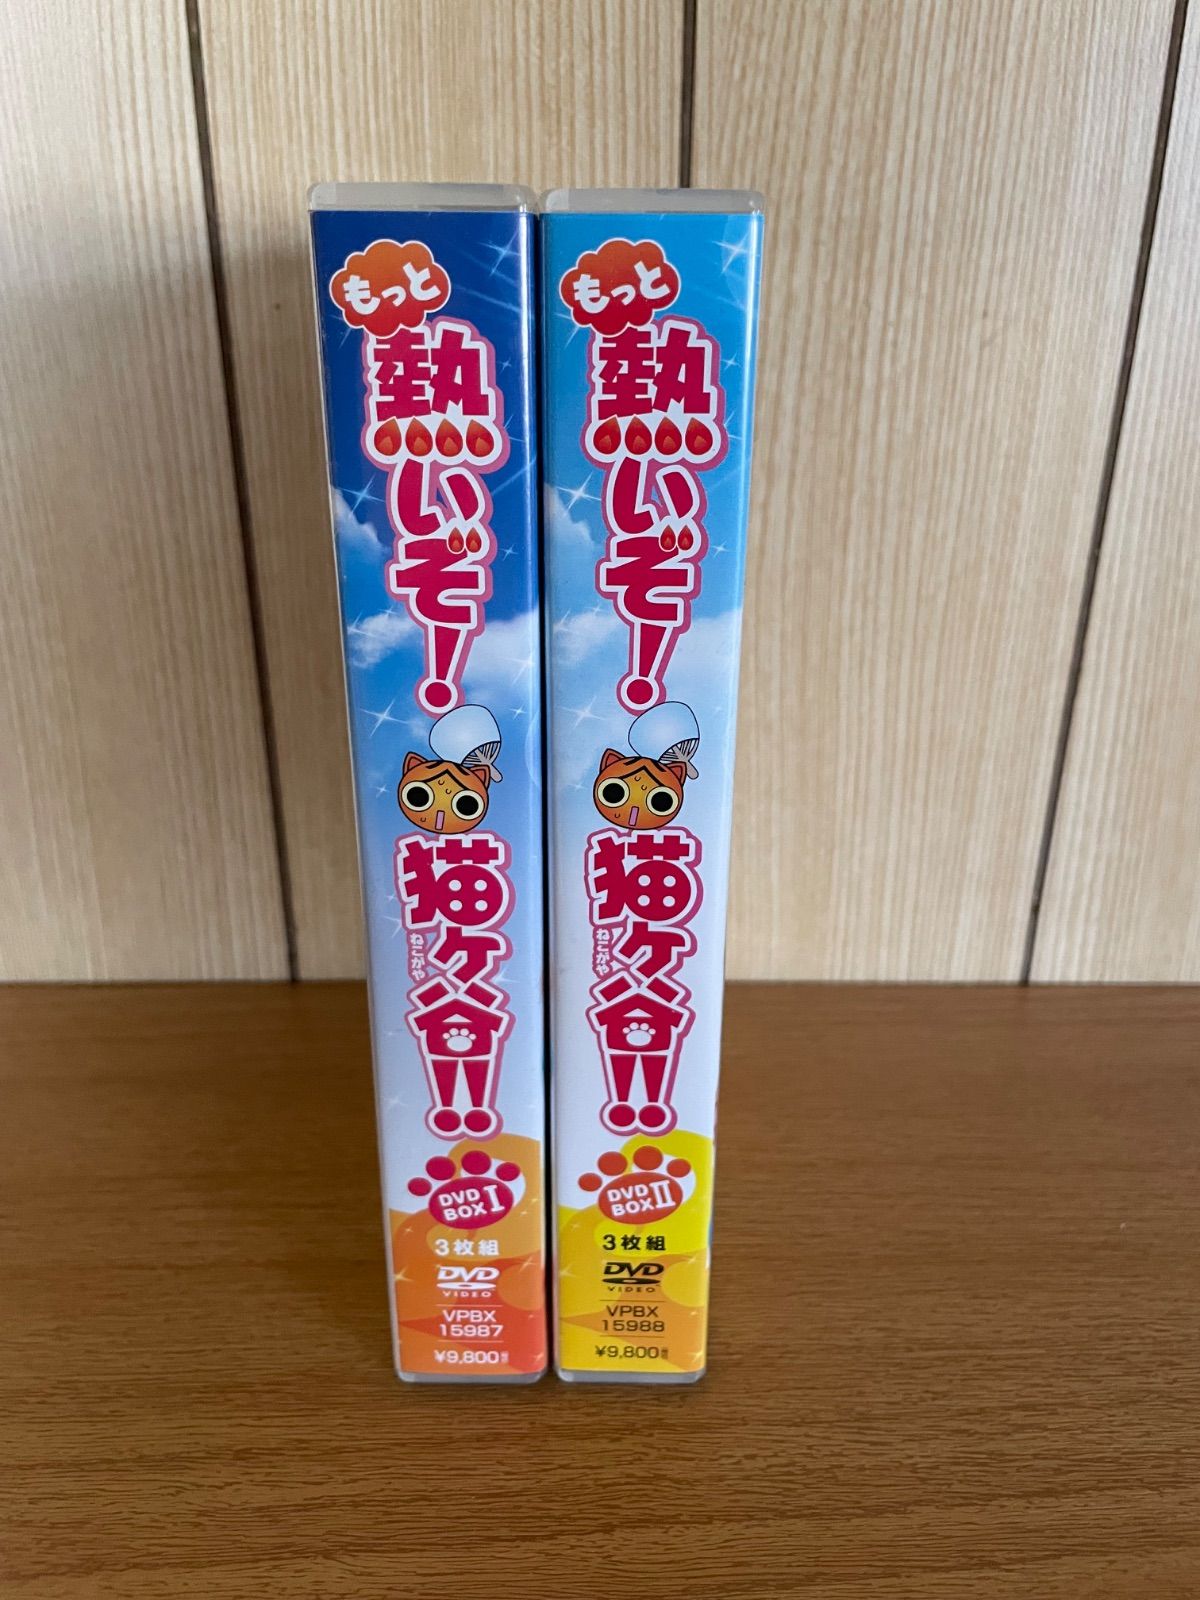 もっと
熱いぞ!
猫ヶ谷!!
ねこがや
DVD
BOX I
3枚組
DVD
VIDEO
VPBX
15987
¥9,800
もっと
熱いぞ!
猫ヶ谷!!
ねこがや
DVD
BOX II
3枚組
DVD
VIDEO
VPBX
15988
¥9,800